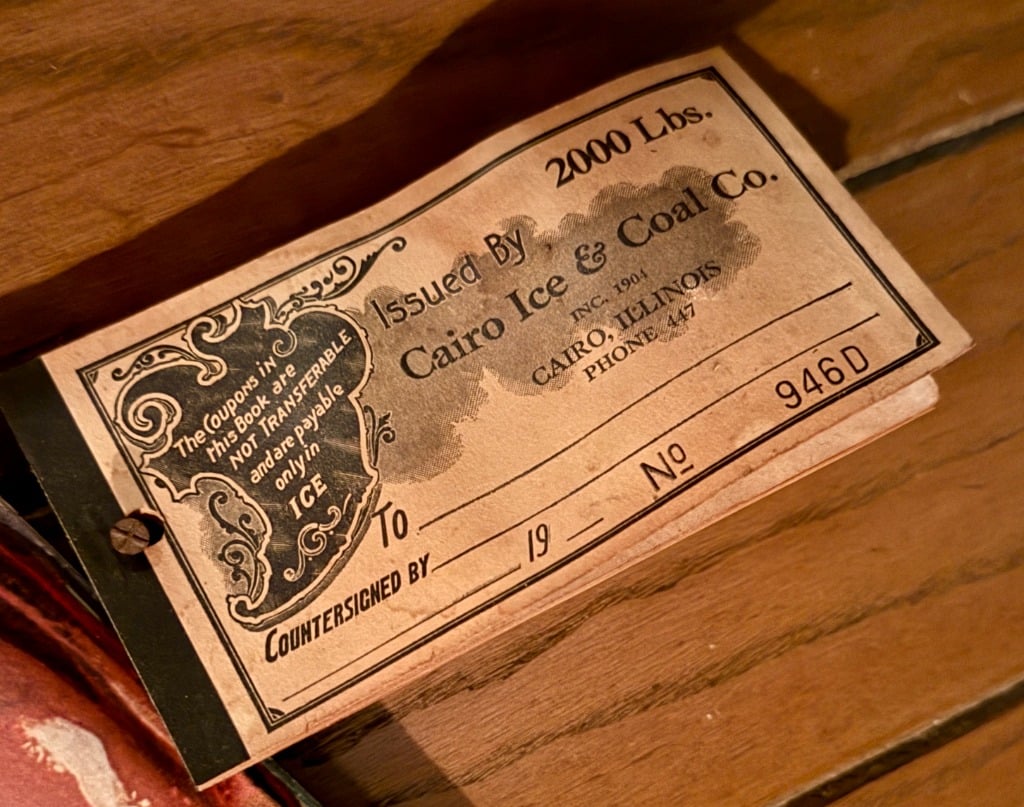 2000 Lbs.
Issued By
Cairo Ice & Coal Co.
INC. 1904
CAIRO, ILLINOIS
PHONE 447
The Coupons in
this Book are
NOT TRANSFERABLE
and are payable
only in
ICE
To
No 946D
19
COUNTERSIGNED BY